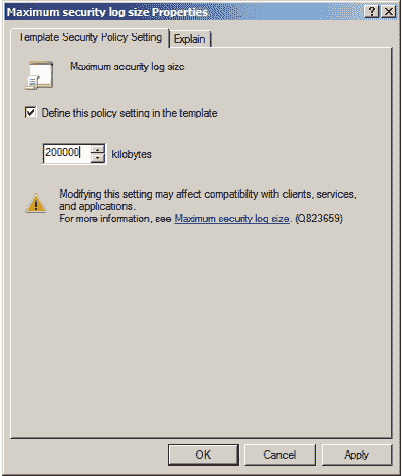 Maximum security log size Properties
Template Security Policy Setting
Explain
Maximum security log size
Define this policy setting in the template
200000
kilobytes
Modifying this setting may affect compatibility with clients, services,
and applications.
For more information, see Maximum security log size. (Q823659)
OK
Cancel
Apply